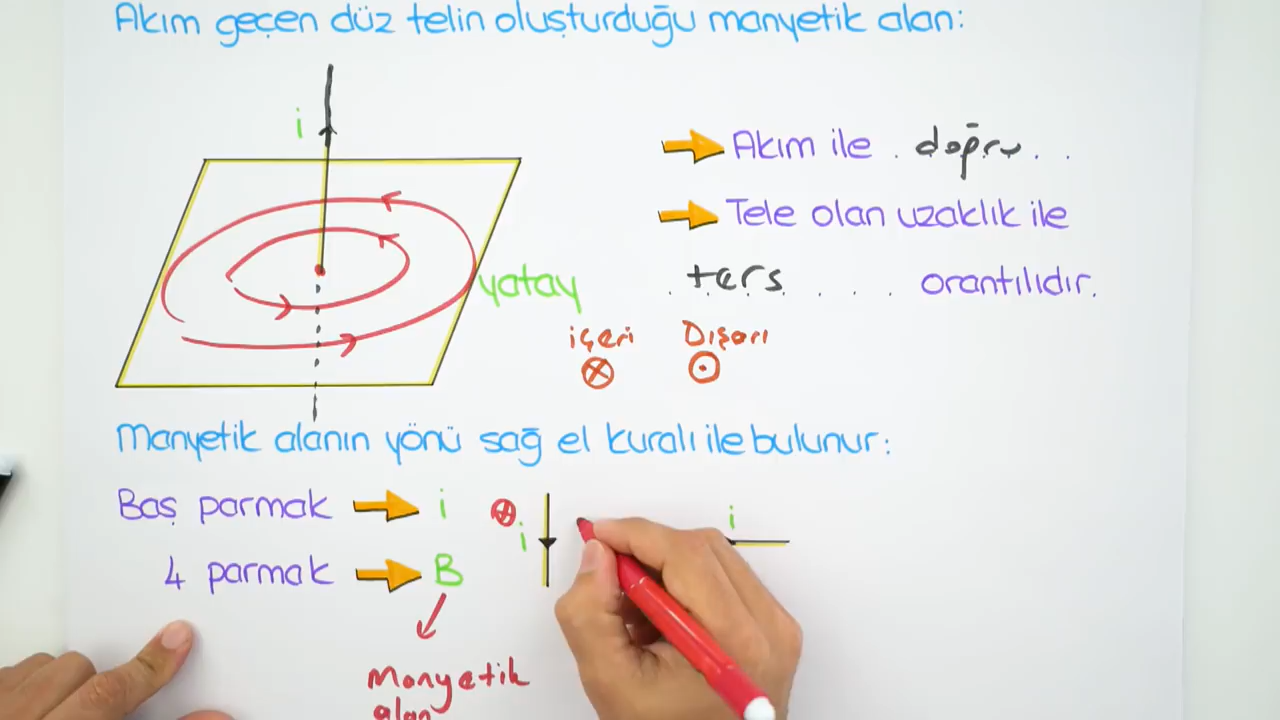 Akım geçen düz telin oluşturduğu manyetik alan:
i
Akım ile . doğru . .
Tele olan uzaklık ile
. ters . . . orantılıdır.
yatay
içeri Dışarı
Manyetik alanın yönü sağ el kuralı ile bulunur:
Baş parmak i
i
i
4 parmak B
Manyetik
alan